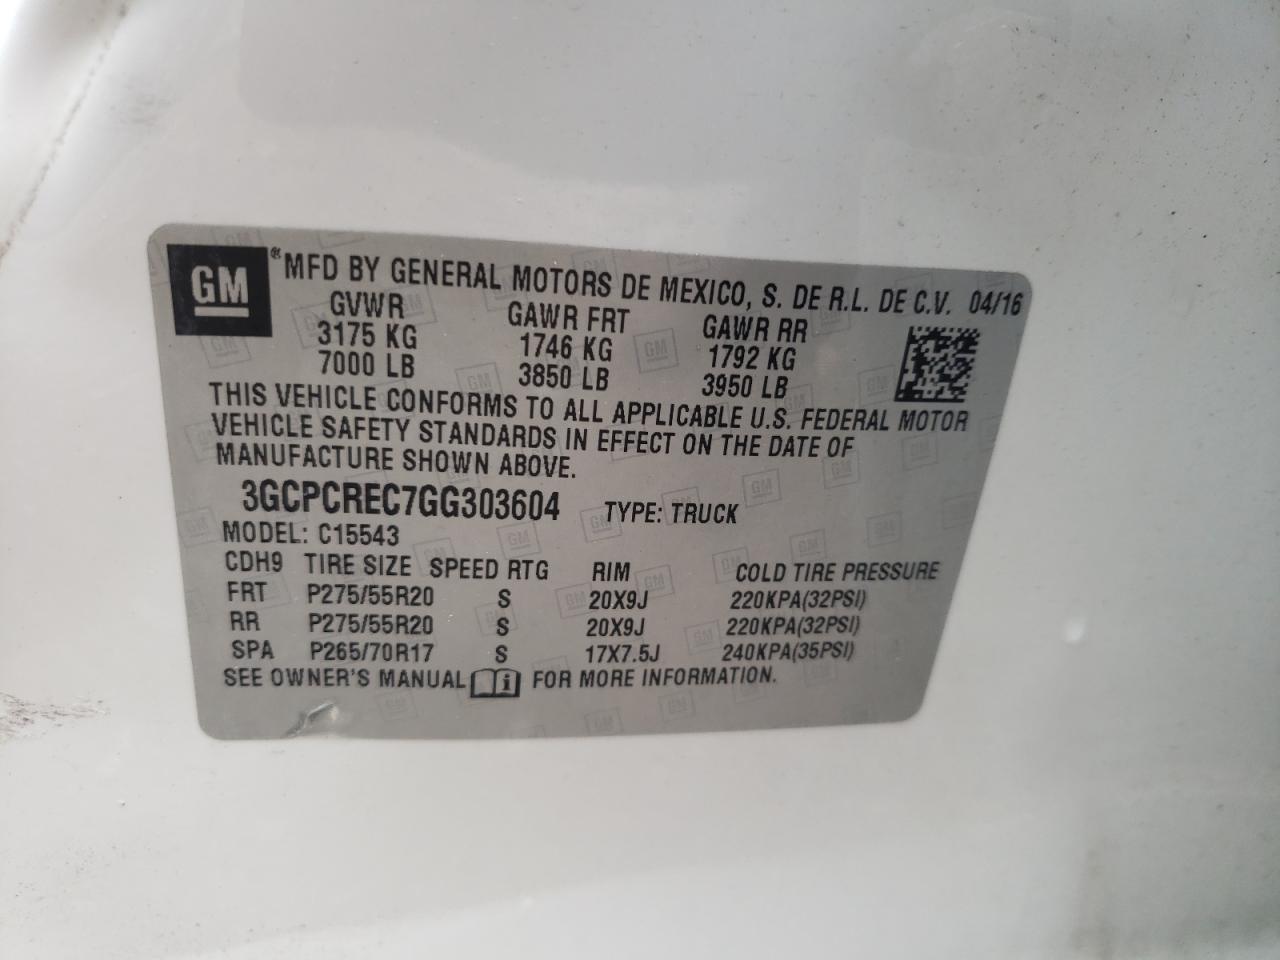 GM
® MFD BY GENERAL MOTORS DE MEXICO, S. DE R.L. DE C.V. 04/16
GVWR GAWR FRT GAWR RR
3175 KG 1746 KG 1792 KG
7000 LB 3850 LB 3950 LB
THIS VEHICLE CONFORMS TO ALL APPLICABLE U.S. FEDERAL MOTOR
VEHICLE SAFETY STANDARDS IN EFFECT ON THE DATE OF
MANUFACTURE SHOWN ABOVE.
3GCPCREC7GG303604 TYPE: TRUCK
MODEL: C15543
CDH9 TIRE SIZE SPEED RTG RIM COLD TIRE PRESSURE
FRT P275/55R20 S 20X9J 220KPA(32PSI)
RR P275/55R20 S 20X9J 220KPA(32PSI)
SPA P265/70R17 S 17X7.5J 240KPA(35PSI)
SEE OWNER'S MANUAL i FOR MORE INFORMATION.